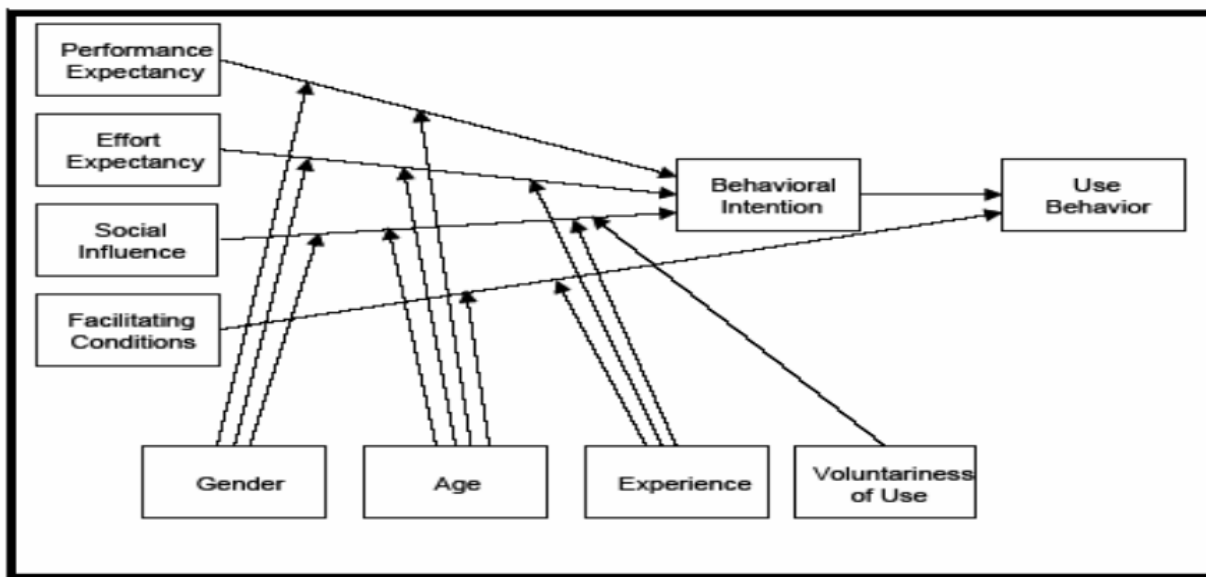 Performance
Expectancy
Effort
Expectancy
Social
Influence
Facilitating
Conditions
Behavioral
Intention
Use
Behavior
Gender
Age
Experience
Voluntariness
of Use